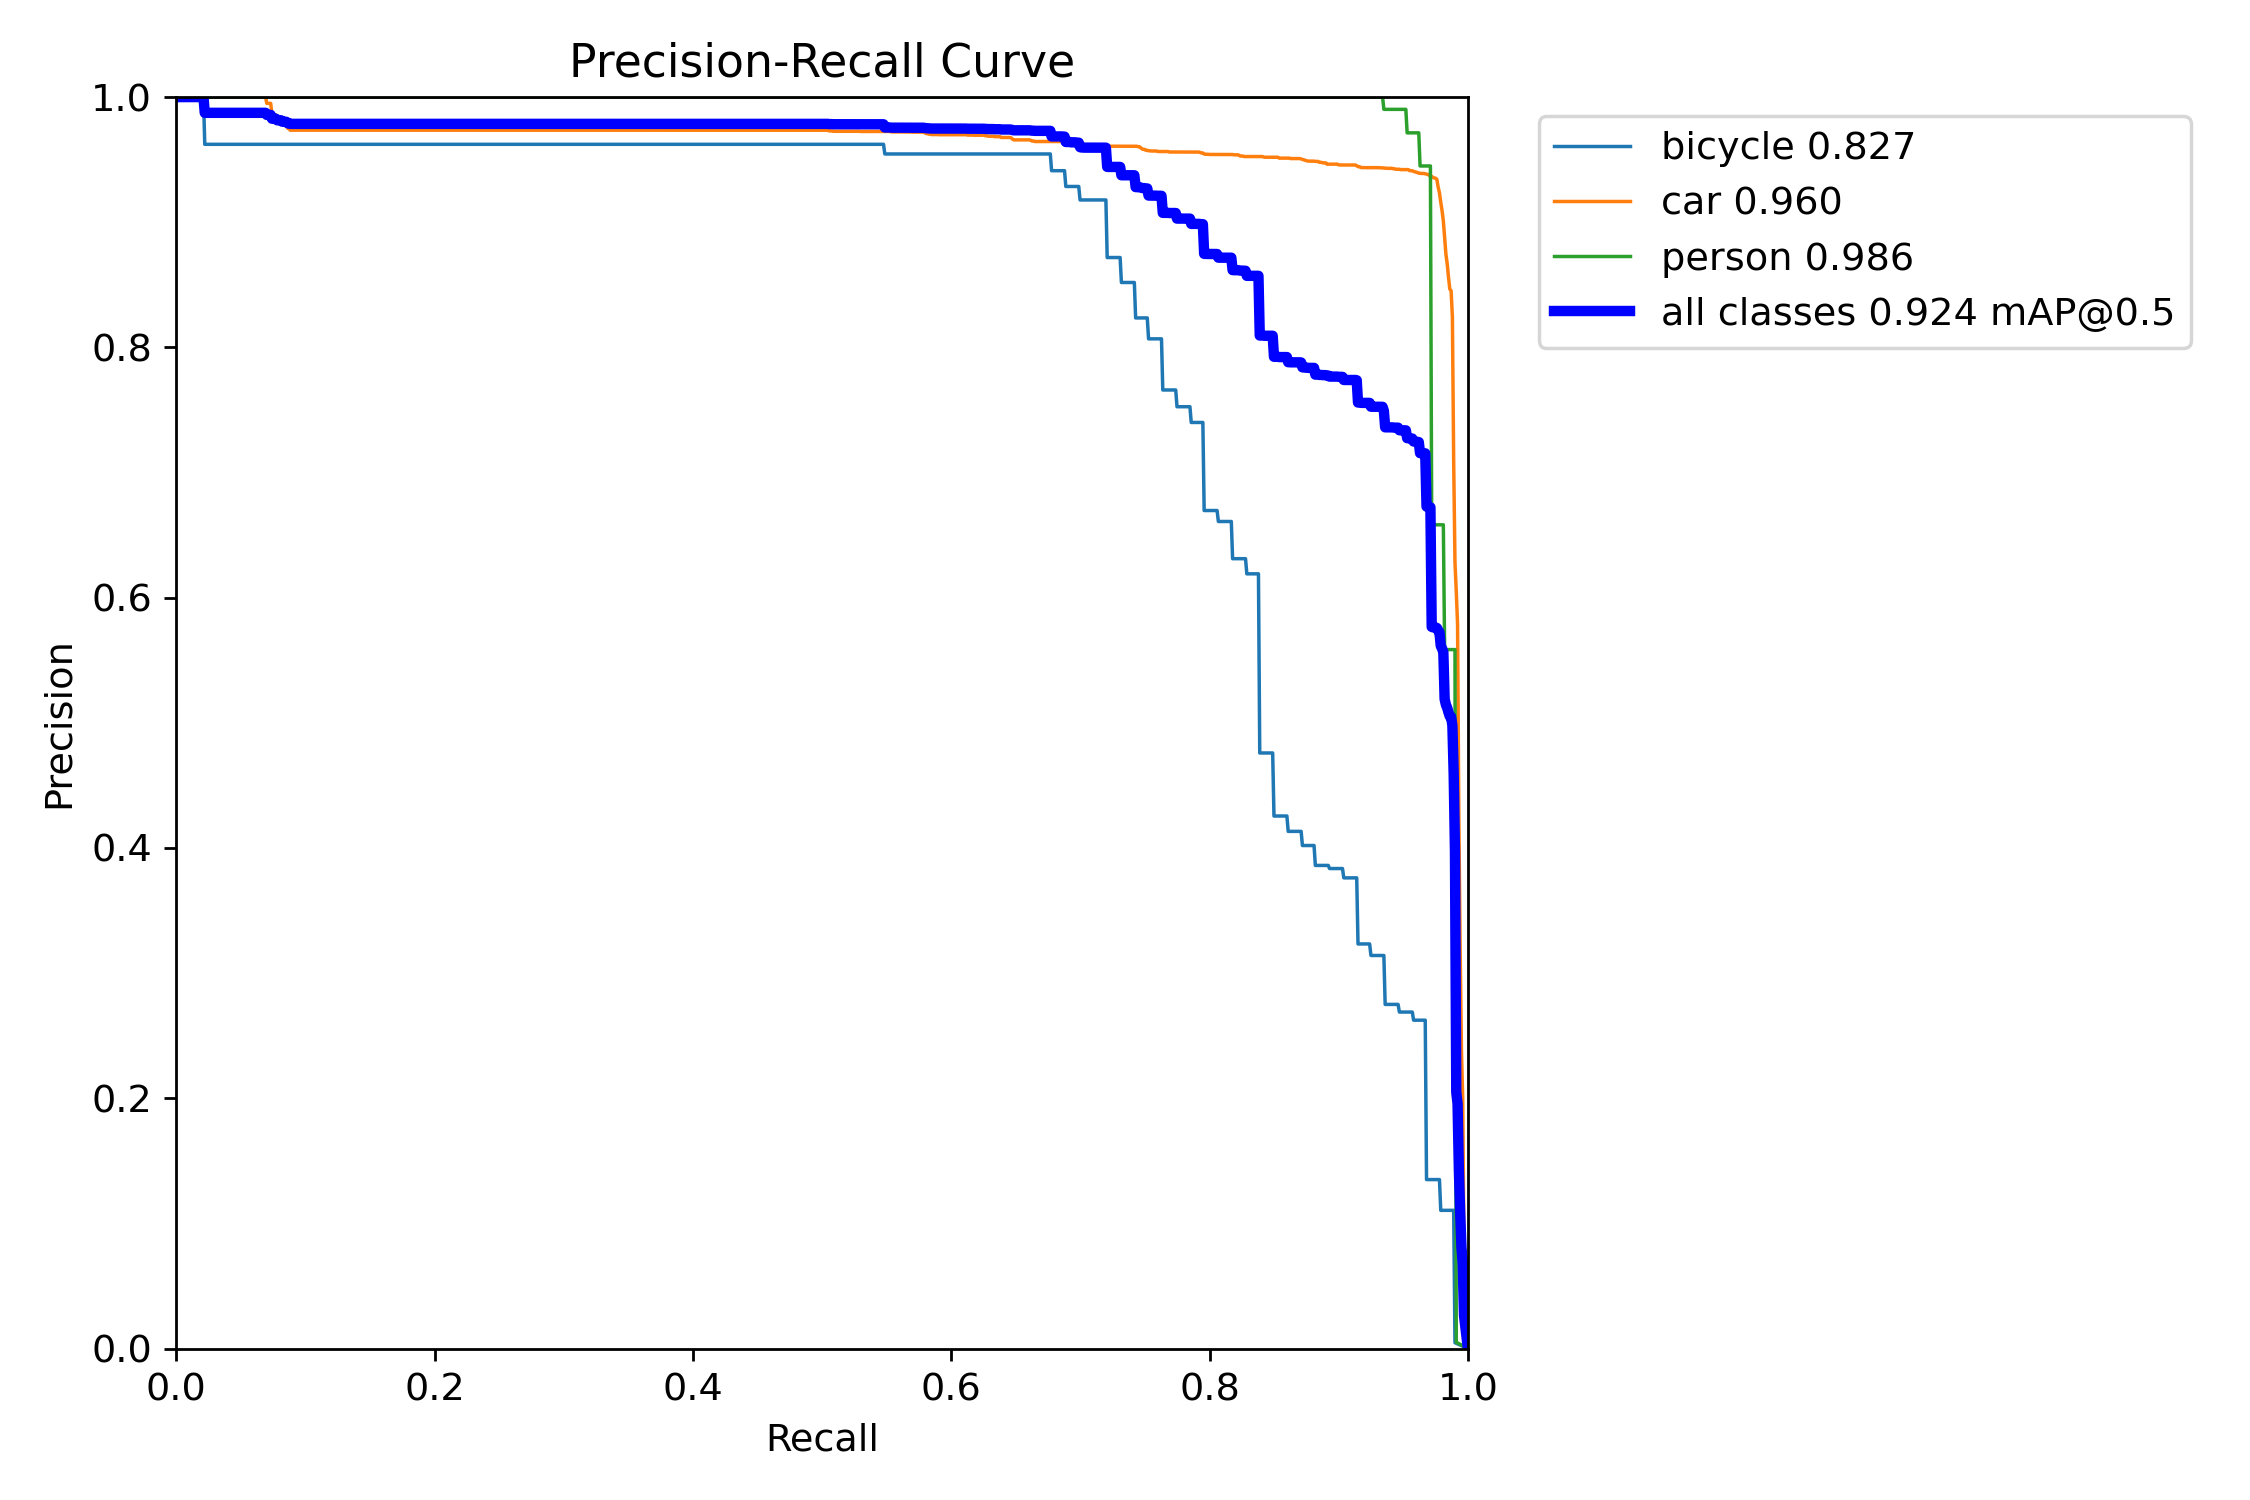 Precision-Recall Curve
1.0
0.8
0.6
0.4
0.2
0.0
Precision
0.0 0.2 0.4 0.6 0.8 1.0
Recall
bicycle 0.827
car 0.960
person 0.986
all classes 0.924 mAP@0.5